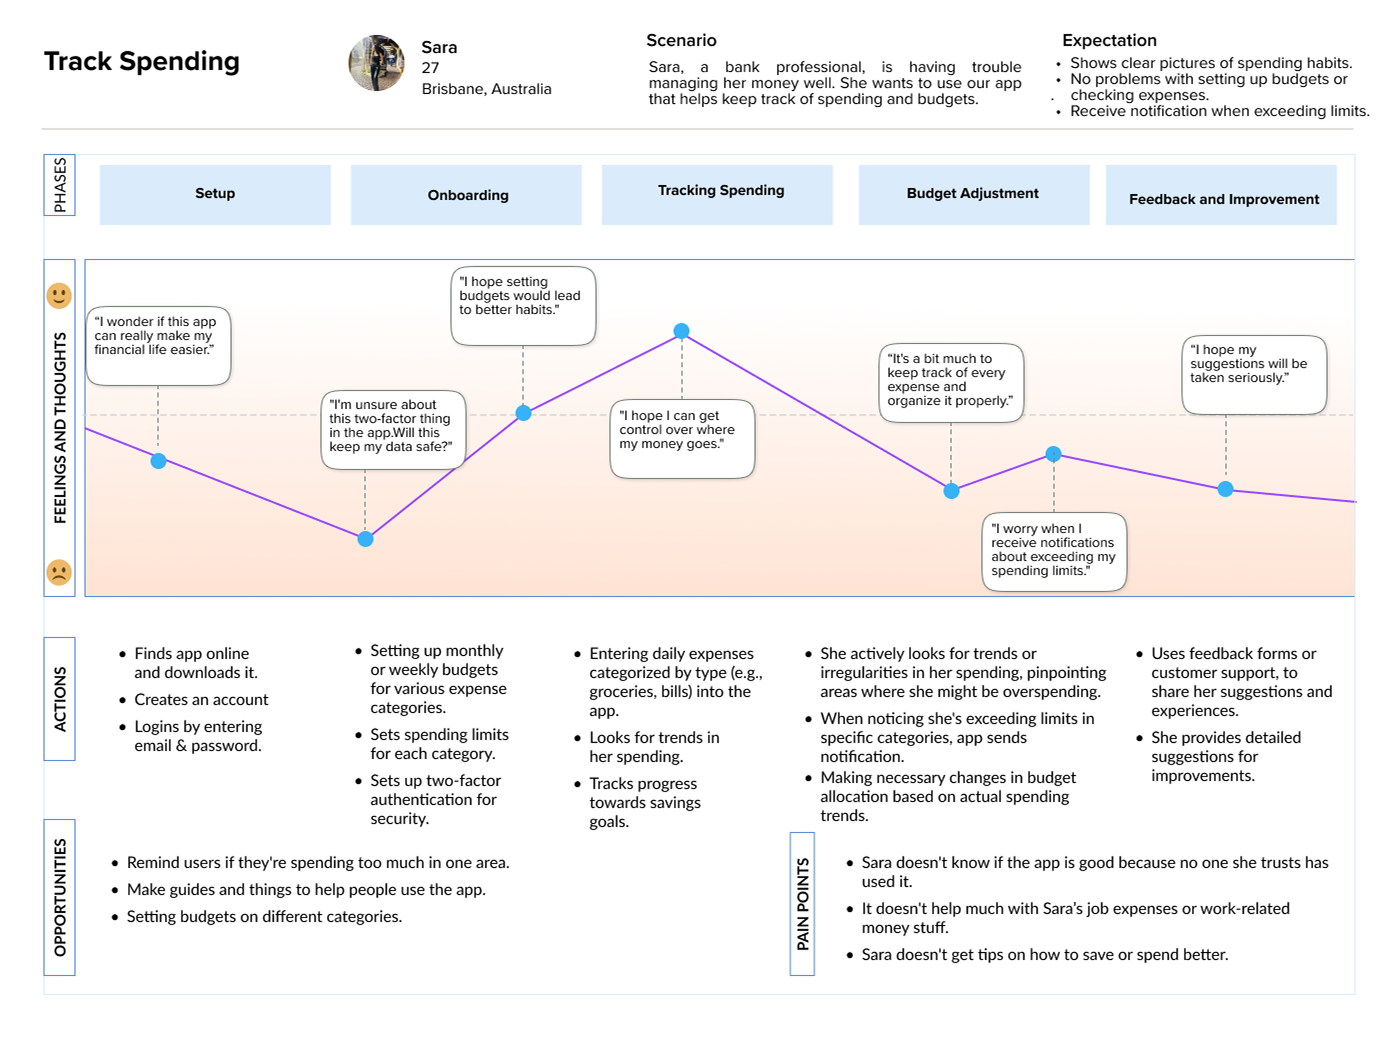 Track Spending
Sara
27
Brisbane, Australia
Scenario
Sara, a bank professional, is having trouble
managing her money well. She wants to use our app
that helps keep track of spending and budgets.
Expectation
• Shows clear pictures of spending habits.
• No problems with setting up budgets or
. checking expenses.
• Receive notification when exceeding limits.
PHASES
Setup
Onboarding
Tracking Spending
Budget Adjustment
Feedback and Improvement
FEELINGS AND THOUGHTS
“I wonder if this app
can really make my
financial life easier.”
"I'm unsure about
this two-factor thing
in the app.Will this
keep my data safe?"
"I hope setting
budgets would lead
to better habits."
"I hope I can get
control over where
my money goes."
“It's a bit much to
keep track of every
expense and
organize it properly.”
"I worry when I
receive notifications
about exceeding my
spending limits."
“I hope my
suggestions will be
taken seriously.”
ACTIONS
• Finds app online
and downloads it.
• Creates an account
• Logins by entering
email & password.
• Setting up monthly
or weekly budgets
for various expense
categories.
• Sets spending limits
for each category.
• Sets up two-factor
authentication for
security.
• Entering daily expenses
categorized by type (e.g.,
groceries, bills) into the
app.
• Looks for trends in
her spending.
• Tracks progress
towards savings
goals.
• She actively looks for trends or
irregularities in her spending, pinpointing
areas where she might be overspending.
• When noticing she's exceeding limits in
specific categories, app sends
notification.
• Making necessary changes in budget
allocation based on actual spending
trends.
• Uses feedback forms or
customer support, to
share her suggestions and
experiences.
• She provides detailed
suggestions for
improvements.
OPPORTUNITIES
• Remind users if they're spending too much in one area.
• Make guides and things to help people use the app.
• Setting budgets on different categories.
PAIN POINTS
• Sara doesn't know if the app is good because no one she trusts has
used it.
• It doesn't help much with Sara’s job expenses or work-related
money stuff.
• Sara doesn't get tips on how to save or spend better.